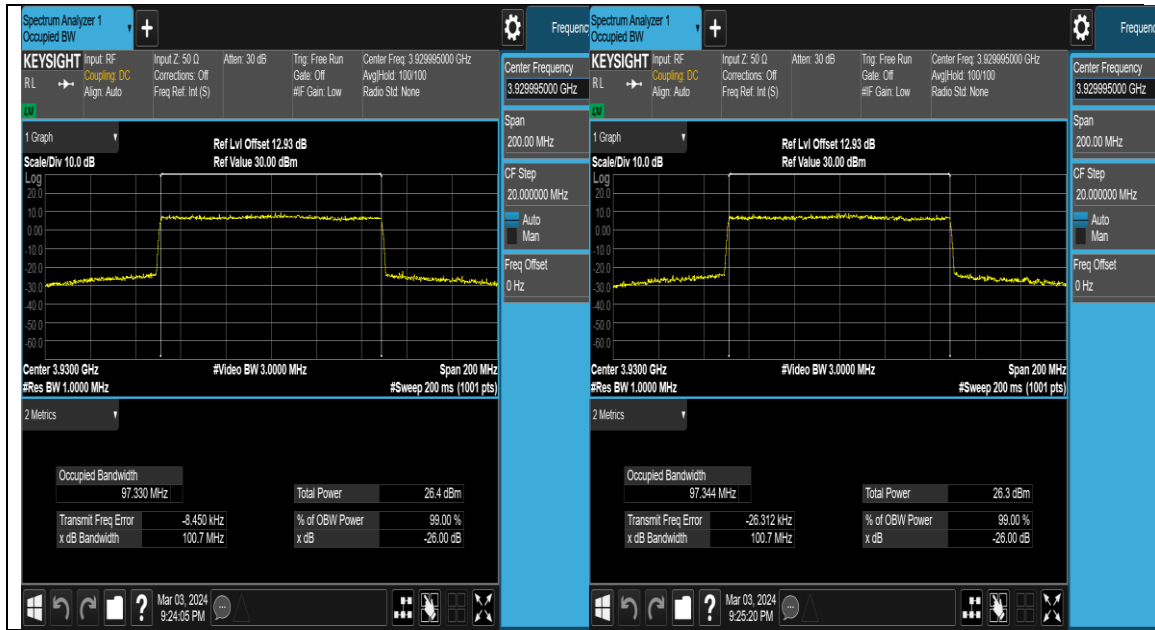 Spectrum Analyzer 1
Occupied BW
+
Frequenc
KEYSIGHT
Input: RF
Coupling: DC
Align: Auto
Input Z: 50 Ω
Corrections: Off
Freq Ref: Int (S)
Atten: 30 dB
Trig: Free Run
Gate: Off
#IF Gain: Low
Center Freq: 3.929995000 GHz
Avg|Hold: 100/100
Radio Std: None
R L
LXI
Center Frequency
3.929995000 GHz
Span
200.00 MHz
CF Step
20.000000 MHz
Auto
Man
Freq Offset
0 Hz
1 Graph
Ref Lvl Offset 12.93 dB
Scale/Div 10.0 dB
Ref Value 30.00 dBm
Log
20.0
10.0
0.00
-10.0
-20.0
-30.0
-40.0
-50.0
-60.0
Center 3.9300 GHz
#Video BW 3.0000 MHz
Span 200 MHz
#Res BW 1.0000 MHz
#Sweep 200 ms (1001 pts)
2 Metrics
Occupied Bandwidth
97.330 MHz
Total Power 26.4 dBm
Transmit Freq Error -8.450 kHz
% of OBW Power 99.00 %
x dB Bandwidth 100.7 MHz
x dB -26.00 dB
?
Mar 03, 2024
9:24:05 PM
Spectrum Analyzer 1
Occupied BW
+
Frequenc
KEYSIGHT
Input: RF
Coupling: DC
Align: Auto
Input Z: 50 Ω
Corrections: Off
Freq Ref: Int (S)
Atten: 30 dB
Trig: Free Run
Gate: Off
#IF Gain: Low
Center Freq: 3.929995000 GHz
Avg|Hold: 100/100
Radio Std: None
R L
LXI
Center Frequency
3.929995000 GHz
Span
200.00 MHz
CF Step
20.000000 MHz
Auto
Man
Freq Offset
0 Hz
1 Graph
Ref Lvl Offset 12.93 dB
Scale/Div 10.0 dB
Ref Value 30.00 dBm
Log
20.0
10.0
0.00
-10.0
-20.0
-30.0
-40.0
-50.0
-60.0
Center 3.9300 GHz
#Video BW 3.0000 MHz
Span 200 MHz
#Res BW 1.0000 MHz
#Sweep 200 ms (1001 pts)
2 Metrics
Occupied Bandwidth
97.344 MHz
Total Power 26.3 dBm
Transmit Freq Error -26.312 kHz
% of OBW Power 99.00 %
x dB Bandwidth 100.7 MHz
x dB -26.00 dB
?
Mar 03, 2024
9:25:20 PM